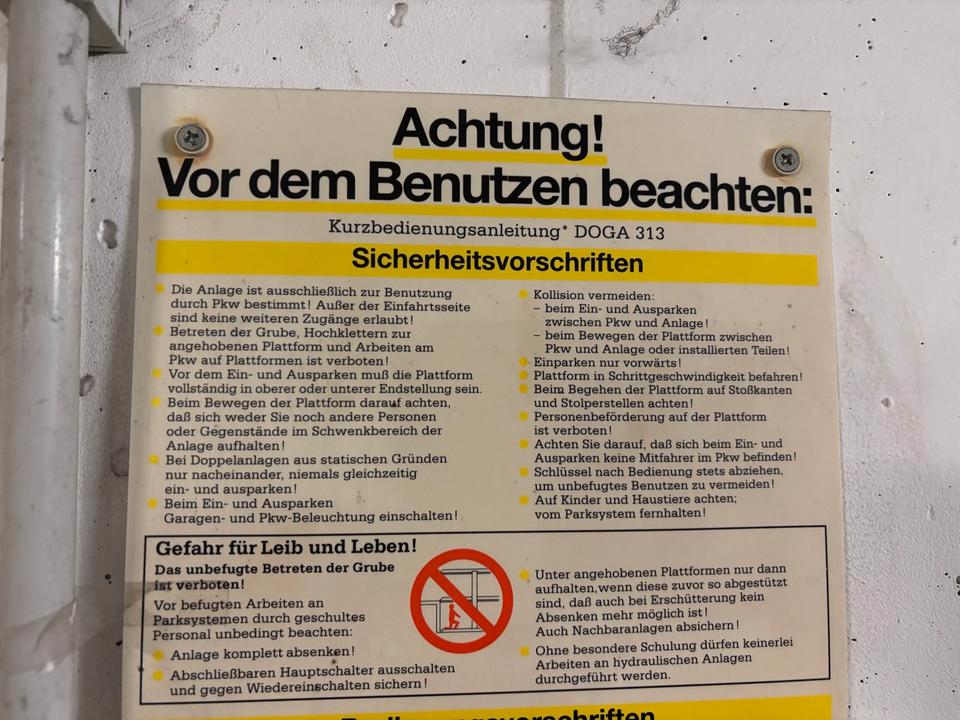 Achtung!
Vor dem Benutzen beachten:
Kurzbedienungsanleitung* DOGA 313
Sicherheitsvorschriften
Die Anlage ist ausschließlich zur Benutzung
durch Pkw bestimmt! Außer der Einfahrtsseite
sind keine weiteren Zugänge erlaubt!
Betreten der Grube, Hochklettern zur
angehobenen Plattform und Arbeiten am
Pkw auf Plattformen ist verboten!
Vor dem Ein- und Ausparken muß die Plattform
vollständig in oberer oder unterer Endstellung sein.
Beim Bewegen der Plattform darauf achten,
daß sich weder Sie noch andere Personen
oder Gegenstände im Schwenkbereich der
Anlage aufhalten!
Bei Doppelanlagen aus statischen Gründen
nur nacheinander, niemals gleichzeitig
ein- und ausparken!
Beim Ein- und Ausparken
Garagen- und Pkw-Beleuchtung einschalten!
Kollision vermeiden:
– beim Ein- und Ausparken
zwischen Pkw und Anlage!
– beim Bewegen der Plattform zwischen
Pkw und Anlage oder installierten Teilen!
Einparken nur vorwärts!
Plattform in Schrittgeschwindigkeit befahren!
Beim Begehen der Plattform auf Stoßkanten
und Stolperstellen achten!
Personenbeförderung auf der Plattform
ist verboten!
Achten Sie darauf, daß sich beim Ein- und
Ausparken keine Mitfahrer im Pkw befinden!
Schlüssel nach Bedienung stets abziehen,
um unbefugtes Benutzen zu vermeiden!
Auf Kinder und Haustiere achten;
vom Parksystem fernhalten!
Gefahr für Leib und Leben!
Das unbefugte Betreten der Grube
ist verboten!
Vor befugten Arbeiten an
Parksystemen durch geschultes
Personal unbedingt beachten:
Anlage komplett absenken!
Abschließbaren Hauptschalter ausschalten
und gegen Wiedereinschalten sichern!
Unter angehobenen Plattformen nur dann
aufhalten,wenn diese zuvor so abgestützt
sind, daß auch bei Erschütterung kein
Absenken mehr möglich ist!
Auch Nachbaranlagen absichern!
Ohne besondere Schulung dürfen keinerlei
Arbeiten an hydraulischen Anlagen
durchgeführt werden.
Bedienungsvorschriften